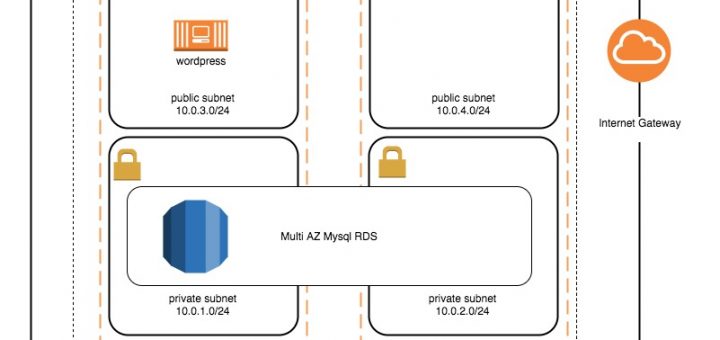 wordpress
public subnet
10.0.3.0/24
public subnet
10.0.4.0/24
Internet Gateway
Multi AZ Mysql RDS
private subnet
10.0.1.0/24
private subnet
10.0.2.0/24